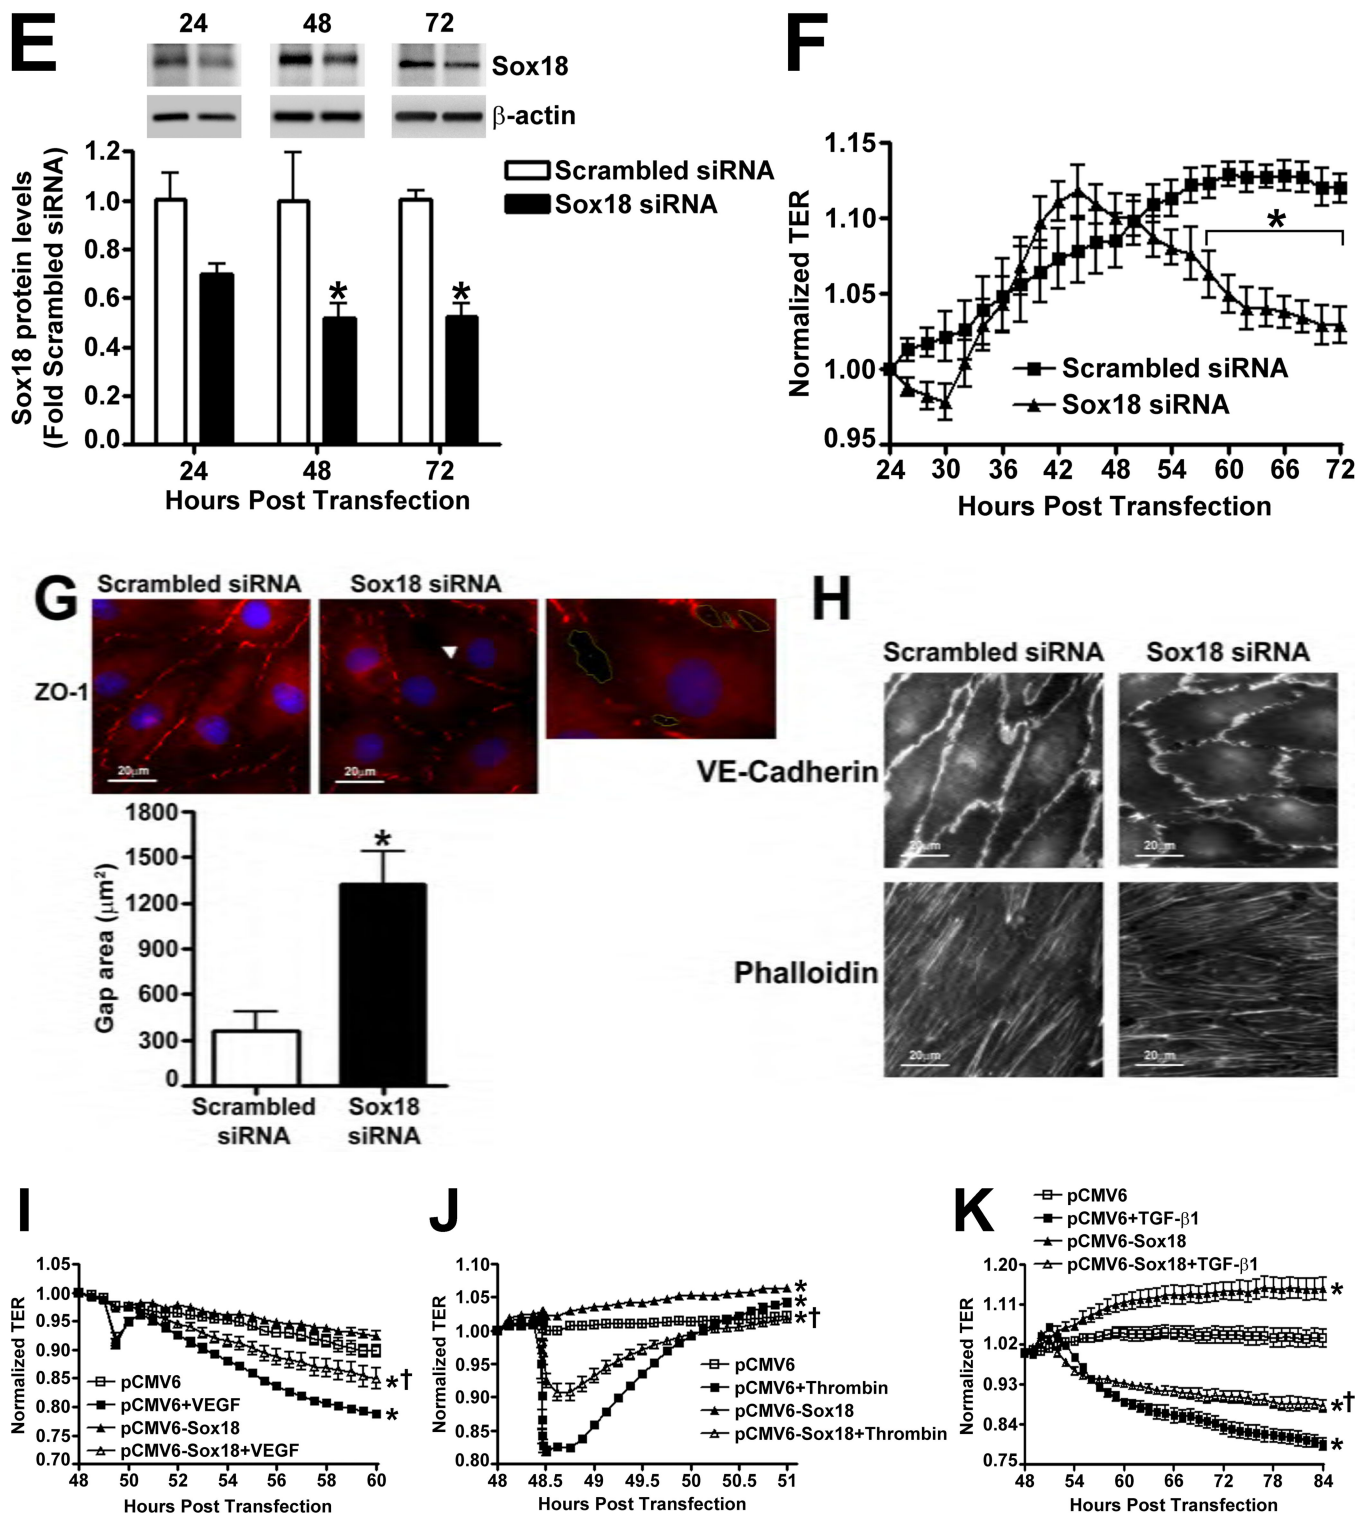 E
24 48 72
Sox18
β-actin
Sox18 protein levels
(Fold Scrambled siRNA)
1.2
1.0
0.8
0.6
0.4
0.2
0.0
Scrambled siRNA
Sox18 siRNA
* *
24 48 72
Hours Post Transfection
F
Normalized TER
1.15
1.10
1.05
1.00
0.95
*
Scrambled siRNA
Sox18 siRNA
24 30 36 42 48 54 60 66 72
Hours Post Transfection
G
Scrambled siRNA Sox18 siRNA
ZO-1
20μm 20μm
Gap area (μm²)
1800
1500
1200
900
600
300
0
*
Scrambled
siRNA
Sox18
siRNA
H
Scrambled siRNA Sox18 siRNA
VE-Cadherin
20μm 20μm
Phalloidin
20μm 20μm
I
Normalized TER
1.05
1.00
0.95
0.90
0.85
0.80
0.75
0.70
pCMV6
pCMV6+VEGF
pCMV6-Sox18
pCMV6-Sox18+VEGF
*†
*
48 50 52 54 56 58 60
Hours Post Transfection
J
Normalized TER
1.10
1.05
1.00
0.95
0.90
0.85
0.80
*
*
*†
pCMV6
pCMV6+Thrombin
pCMV6-Sox18
pCMV6-Sox18+Thrombin
48 48.5 49 49.5 50 50.5 51
Hours Post Transfection
K
pCMV6
pCMV6+TGF-β1
pCMV6-Sox18
pCMV6-Sox18+TGF-β1
Normalized TER
1.20
1.11
1.02
0.93
0.84
0.75
*
*†
*
48 54 60 66 72 78 84
Hours Post Transfection